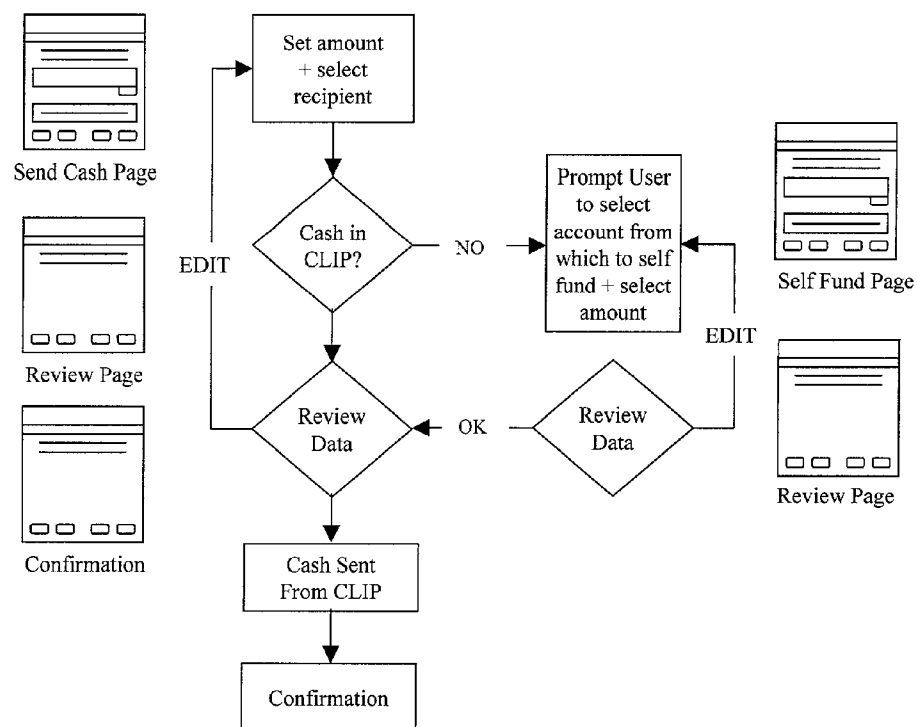 Set amount
+ select
recipient
Send Cash Page
Cash in
CLIP?
NO
Prompt User
to select
account from
which to self
fund + select
amount
Self Fund Page
EDIT
EDIT
Review Page
Review
Data
OK
Review
Data
Review Page
Confirmation
Cash Sent
From CLIP
Confirmation